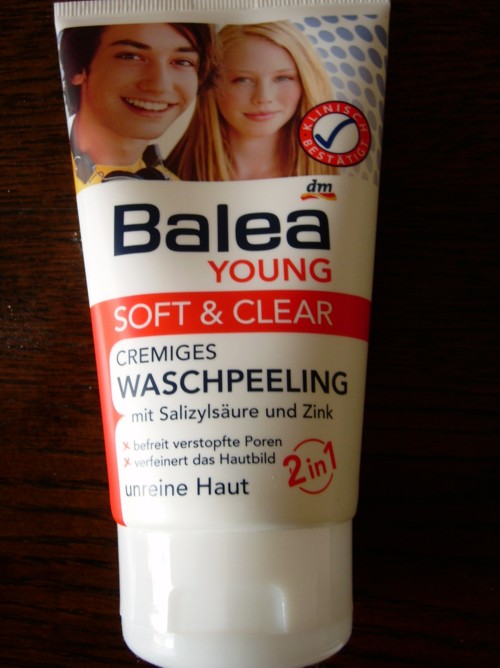 KLINISCH
BESTÄTIGT
dm
Balea
YOUNG
SOFT & CLEAR
CREMIGES
WASCHPEELING
mit Salizylsäure und Zink
x befreit verstopfte Poren
x verfeinert das Hautbild
2in1
unreine Haut